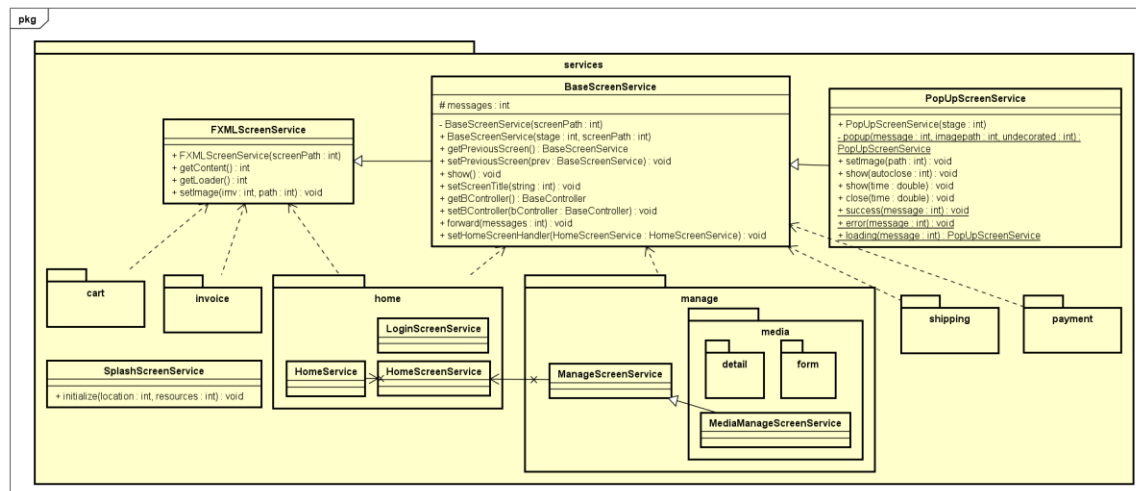 pkg
services
BaseScreenService
# messages : int
- BaseScreenService(screenPath : int)
+ BaseScreenService(stage : int, screenPath : int)
+ getPreviousScreen() : BaseScreenService
+ setPreviousScreen(prev : BaseScreenService) : void
+ show() : void
+ setScreenTitle(string : int) : void
+ getBController() : BaseController
+ setBController(bController : BaseController) : void
+ forward(messages : int) : void
+ setHomeScreenHandler(HomeScreenService : HomeScreenService) : void
PopUpScreenService
+ PopUpScreenService(stage : int)
- popup(message : int, imagepath : int, undecorated : int) :
PopUpScreenService
+ setImage(path : int) : void
+ show(autoclose : int) : void
+ show(time : double) : void
+ close(time : double) : void
+ success(message : int) : void
+ error(message : int) : void
+ loading(message : int) : PopUpScreenService
FXMLScreenService
+ FXMLScreenService(screenPath : int)
+ getContent() : int
+ getLoader() : int
+ setImage(imv : int, path : int) : void
cart
invoice
home
LoginScreenService
HomeService
HomeScreenService
manage
ManageScreenService
media
detail
form
MediaManageScreenService
shipping
payment
SplashScreenService
+ initialize(location : int, resources : int) : void